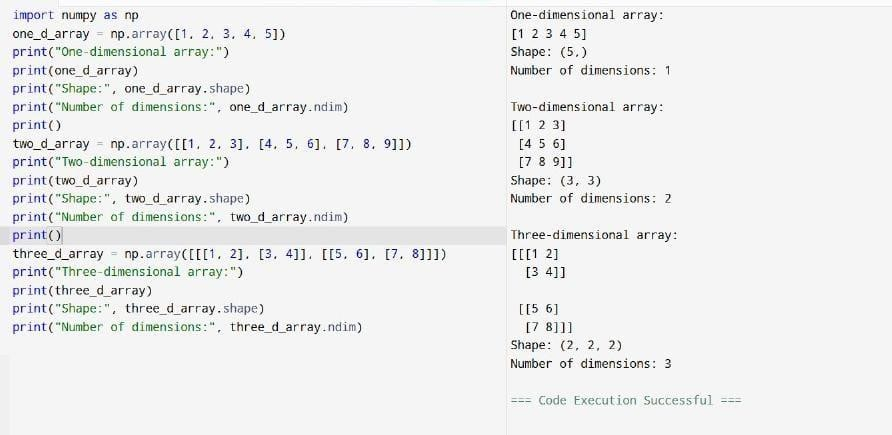 import numpy as np
one_d_array = np.array([1, 2, 3, 4, 5])
print("One-dimensional array:")
print(one_d_array)
print("Shape:", one_d_array.shape)
print("Number of dimensions:", one_d_array.ndim)
print()
two_d_array = np.array([[1, 2, 3], [4, 5, 6], [7, 8, 9]])
print("Two-dimensional array:")
print(two_d_array)
print("Shape:", two_d_array.shape)
print("Number of dimensions:", two_d_array.ndim)
print()
three_d_array = np.array([[[1, 2], [3, 4]], [[5, 6], [7, 8]]])
print("Three-dimensional array:")
print(three_d_array)
print("Shape:", three_d_array.shape)
print("Number of dimensions:", three_d_array.ndim)
One-dimensional array:
[1 2 3 4 5]
Shape: (5,)
Number of dimensions: 1
Two-dimensional array:
[[1 2 3]
 [4 5 6]
 [7 8 9]]
Shape: (3, 3)
Number of dimensions: 2
Three-dimensional array:
[[[1 2]
  [3 4]]
 [[5 6]
  [7 8]]]
Shape: (2, 2, 2)
Number of dimensions: 3
=== Code Execution Successful ===